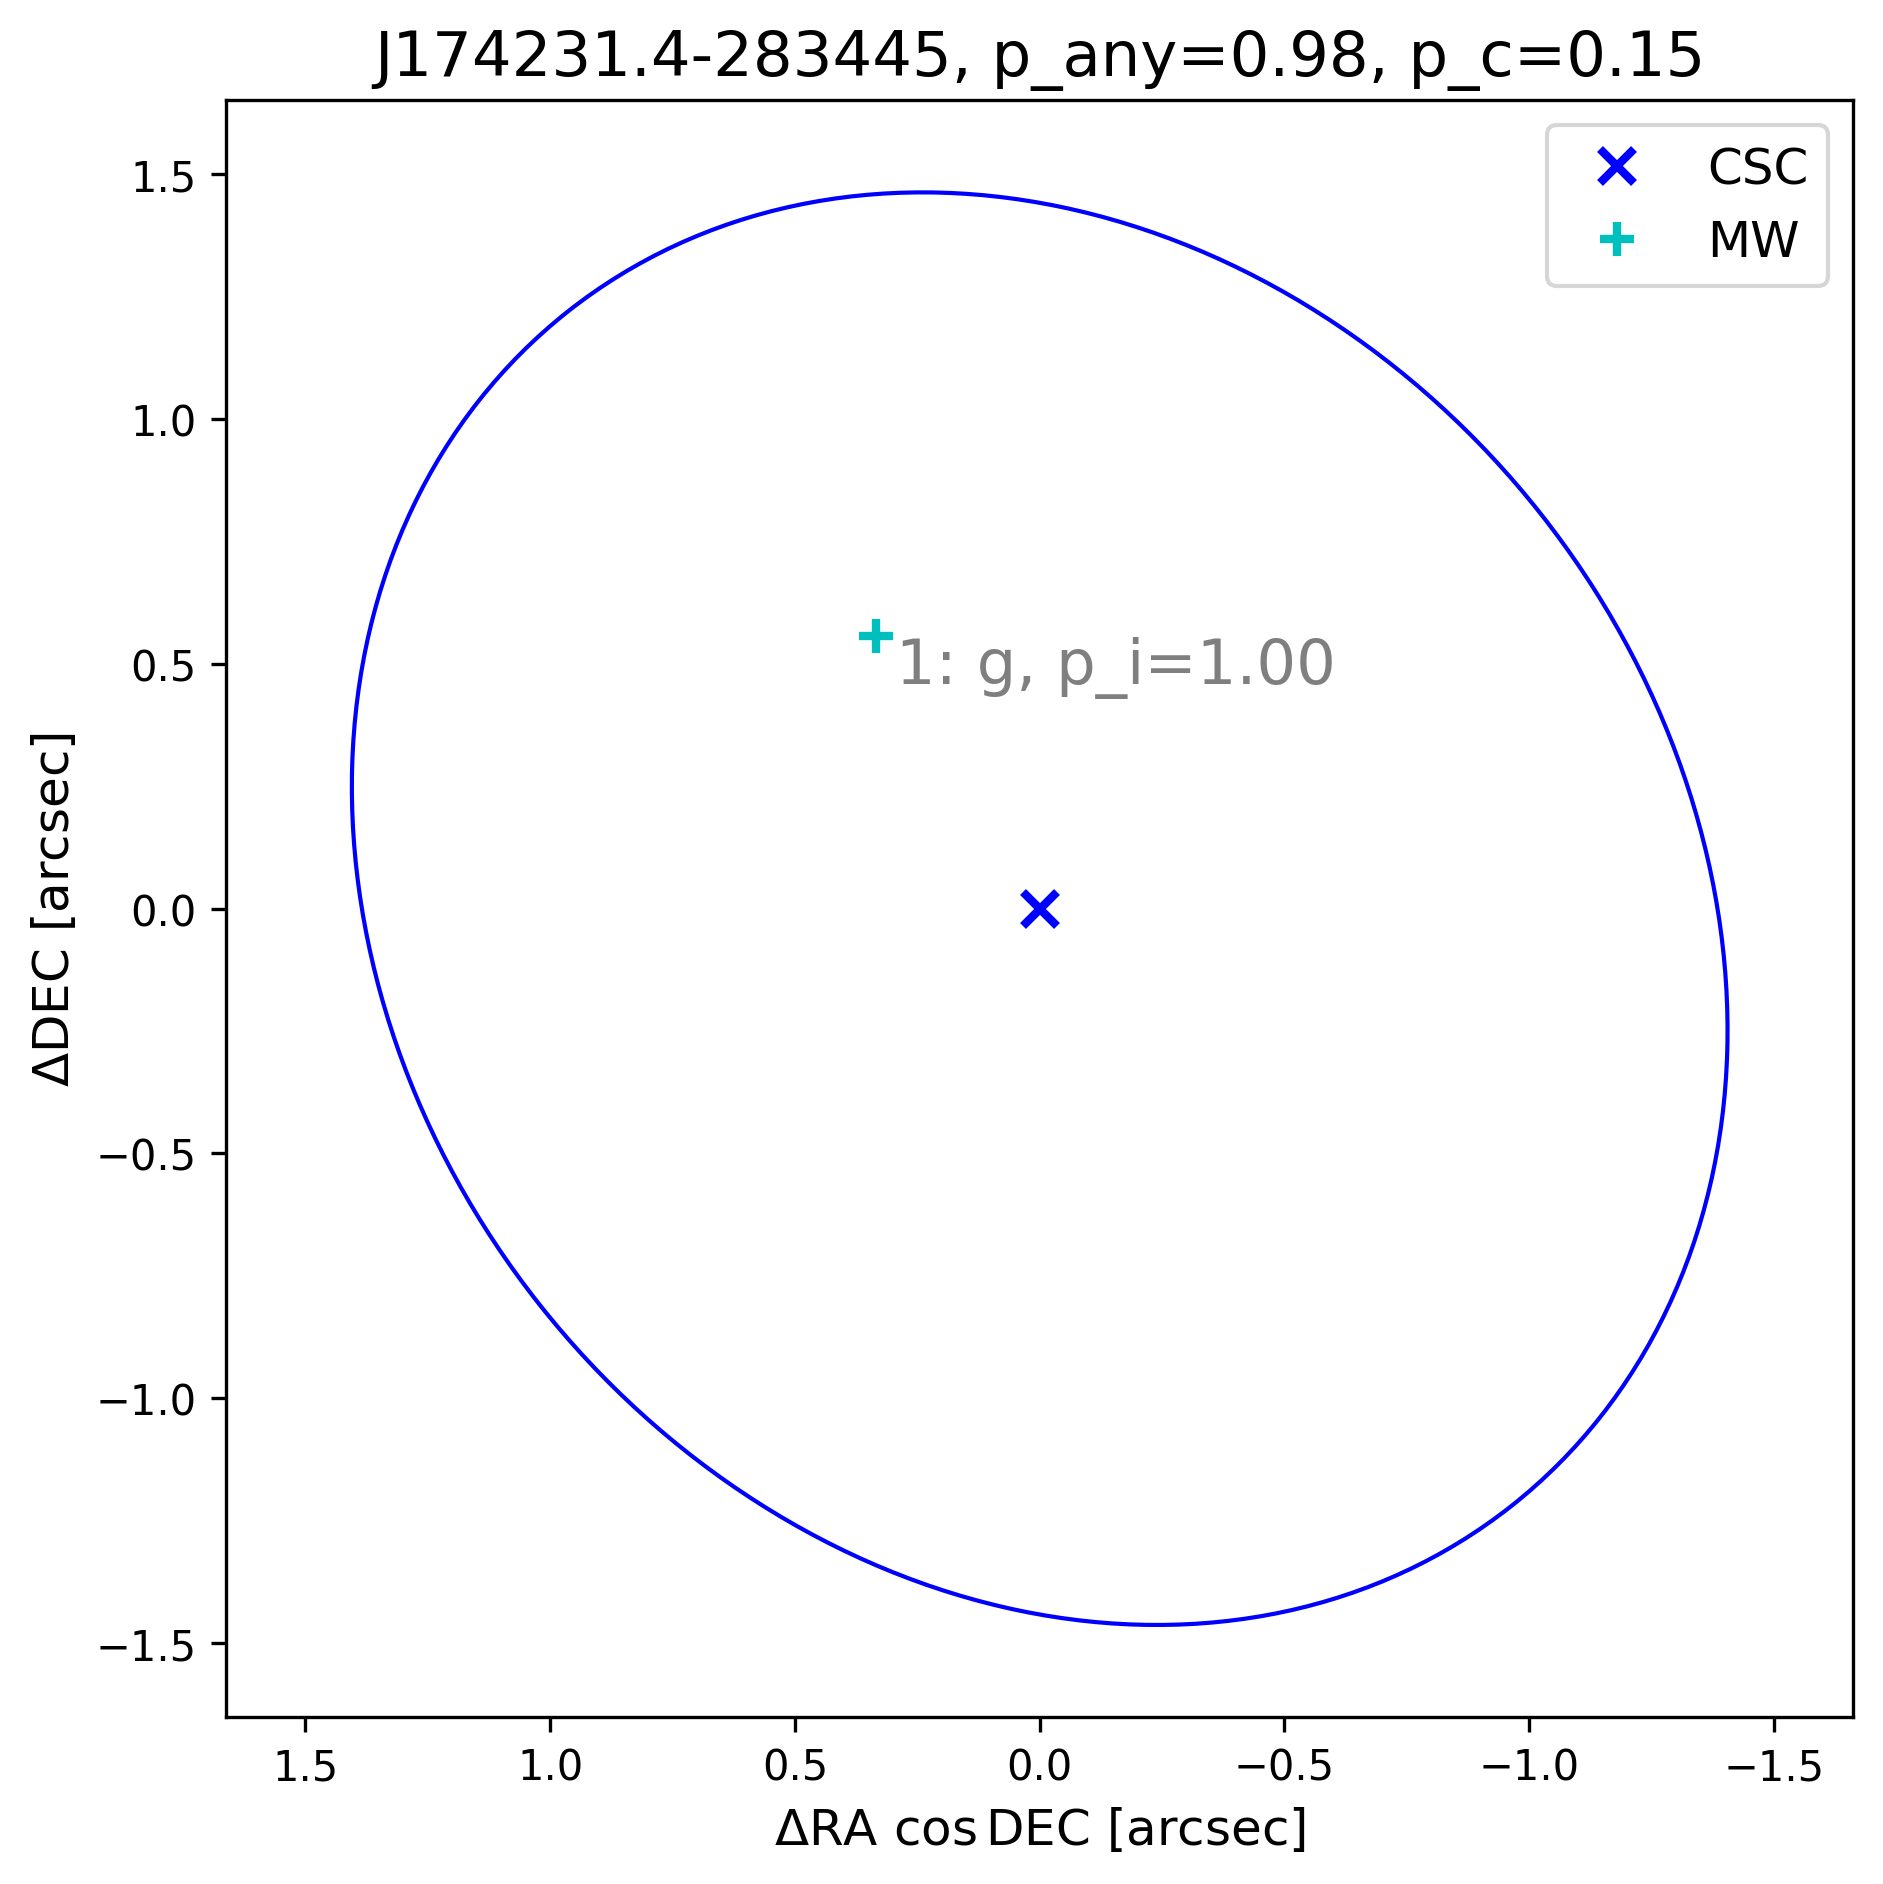 J174231.4-283445, p_any=0.98, p_c=0.15
CSC
MW
1: g, p_i=1.00
1.5
1.0
0.5
0.0
−0.5
−1.0
−1.5
ΔDEC [arcsec]
1.5 1.0 0.5 0.0 −0.5 −1.0 −1.5
ΔRA cos DEC [arcsec]